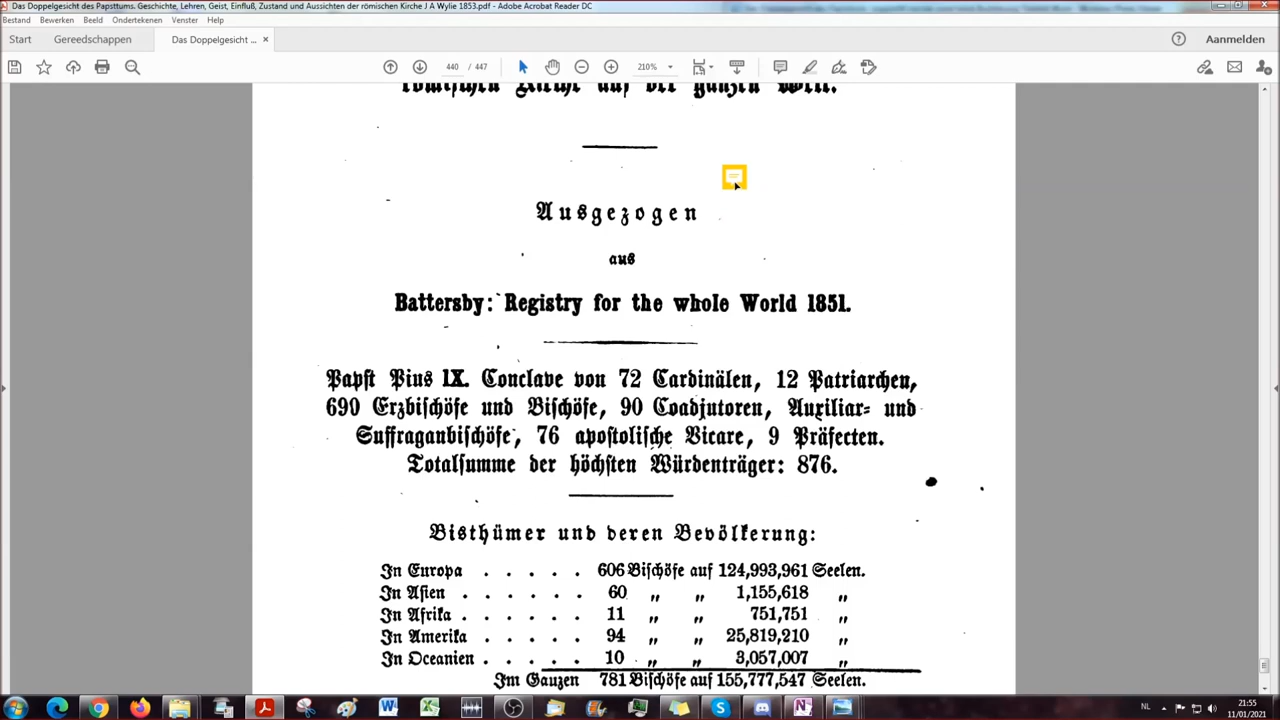 Das Doppelgesicht des Papsttums. Geschichte, Lehren, Geist, Einfluß, Zustand und Aussichten der römischen Kirche J A Wylie 1853.pdf - Adobe Acrobat Reader DC
Bestand Bewerken Beeld Ondertekenen Venster Help
Start Gereedschappen Das Doppelgesicht ... × Aanmelden
440 / 447 210%
römischen Kirche auf der ganzen Welt.
Ausgezogen
aus
Battersby: Registry for the whole World 1851.
Papst Pius IX. Conclave von 72 Cardinälen, 12 Patriarchen,
690 Erzbischöfe und Bischöfe, 90 Coadjutoren, Auxiliar- und
Suffraganbischöfe, 76 apostolische Vicare, 9 Präfecten.
Totalsumme der höchsten Würdenträger: 876.
Bisthümer und deren Bevölkerung:
In Europa . . . . . 606 Bischöfe auf 124,993,961 Seelen.
In Asien . . . . . . 60 „ „ 1,155,618 „
In Afrika . . . . . . 11 „ „ 751,751 „
In Amerika . . . . . 94 „ „ 25,819,210 „
In Oceanien . . . . . 10 „ „ 3,057,007 „
Im Ganzen 781 Bischöfe auf 155,777,547 Seelen.
NL 21:55
11/01/2021